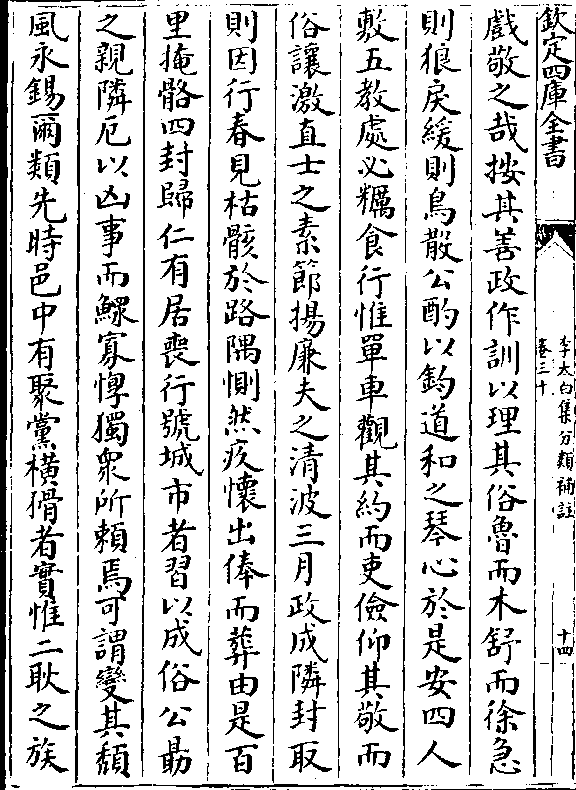 欽定四庫全書
李太白集分類補註
卷三十
十四
戲敬之哉按其善政作訓以理其俗魯而木舒而徐急
則狼戾緩則鳥散公酌以鈞道和之琴心於是安四人
敷五教處必糲食行惟單車觀其約而吏儉仰其敬而
俗讓激直士之素節揚廉夫之清波三月政成隣封取
則因行春見枯骸於路隅惻然疚懷出俸而葬由是百
里掩骼四封歸仁有居喪行號城市者習以成俗公勗
之親隣厄以凶事而鰥寡惸獨衆所賴焉可謂變其頹
風永錫爾類先時邑中有聚黨橫猾者實惟二耿之族